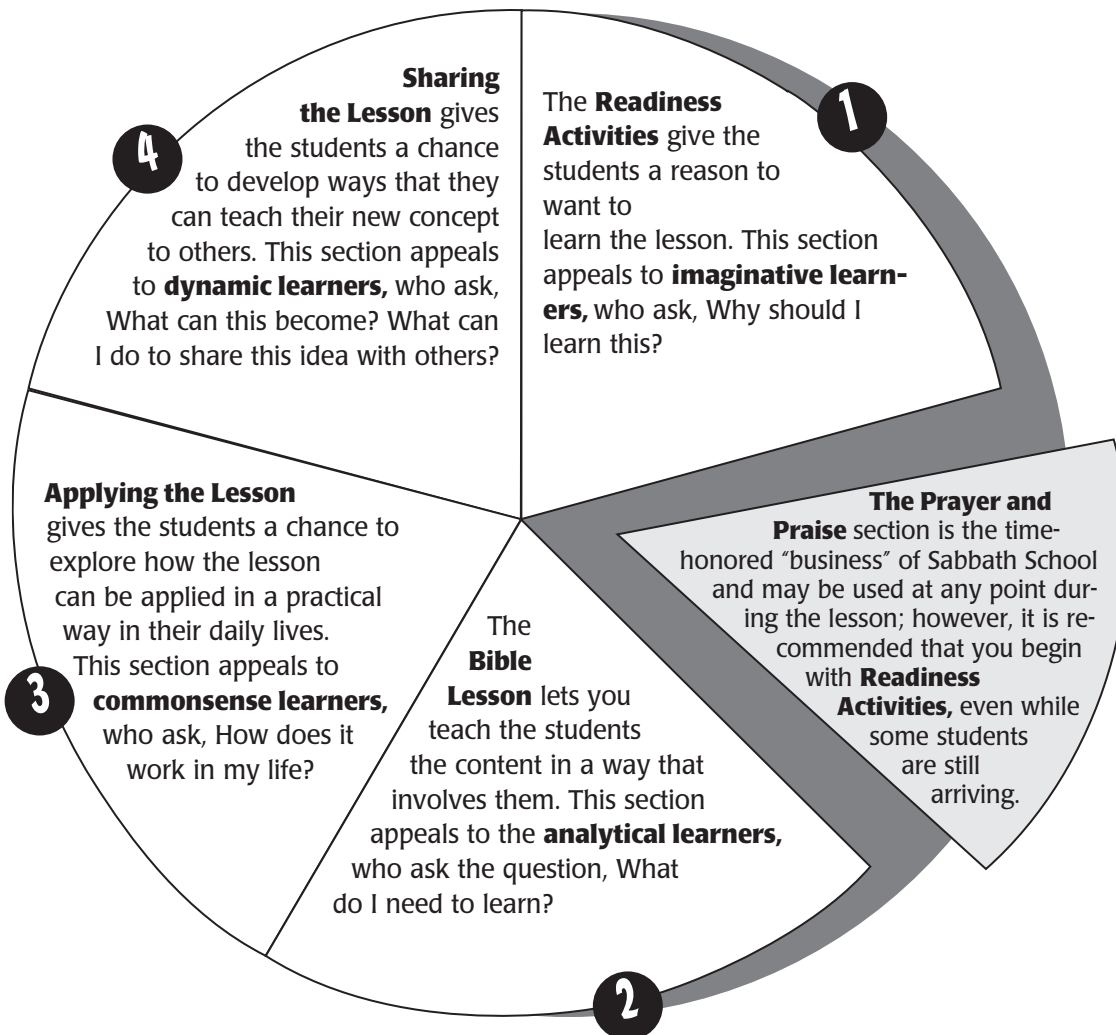 1
The Readiness
Activities give the
students a reason to
want to
learn the lesson. This section
appeals to imaginative learn-
ers, who ask, Why should I
learn this?
The Prayer and
Praise section is the time-
honored “business” of Sabbath School
and may be used at any point dur-
ing the lesson; however, it is re-
commended that you begin
with Readiness
Activities, even while
some students
are still
arriving.
2
The
Bible
Lesson lets you
teach the students
the content in a way that
involves them. This section
appeals to the analytical learners,
who ask the question, What
do I need to learn?
3
Applying the Lesson
gives the students a chance to
explore how the lesson
can be applied in a practical
way in their daily lives.
This section appeals to
commonsense learners,
who ask, How does it
work in my life?
4
Sharing
the Lesson gives
the students a chance
to develop ways that they
can teach their new concept
to others. This section appeals
to dynamic learners, who ask,
What can this become? What can
I do to share this idea with others?